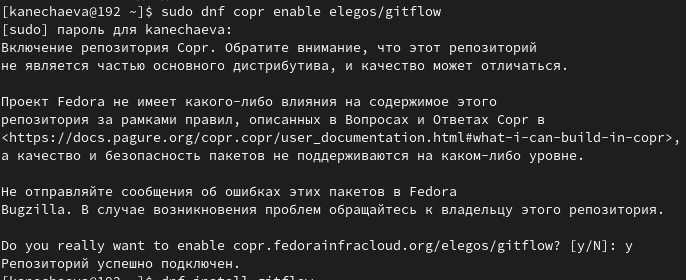 [kanechaeva@192 ~]$ sudo dnf copr enable elegos/gitflow
[sudo] пароль для kanechaeva:
Включение репозитория Copr. Обратите внимание, что этот репозиторий
не является частью основного дистрибутива, и качество может отличаться.
Проект Fedora не имеет какого-либо влияния на содержимое этого
репозитория за рамками правил, описанных в Вопросах и Ответах Copr в
<https://docs.pagure.org/copr.copr/user_documentation.html#what-i-can-build-in-copr>,
а качество и безопасность пакетов не поддерживаются на каком-либо уровне.
Не отправляйте сообщения об ошибках этих пакетов в Fedora
Bugzilla. В случае возникновения проблем обращайтесь к владельцу этого репозитория.
Do you really want to enable copr.fedorainfracloud.org/elegos/gitflow? [y/N]: y
Репозиторий успешно подключен.
[kanechaeva@192 ~]$ dnf install gitflow